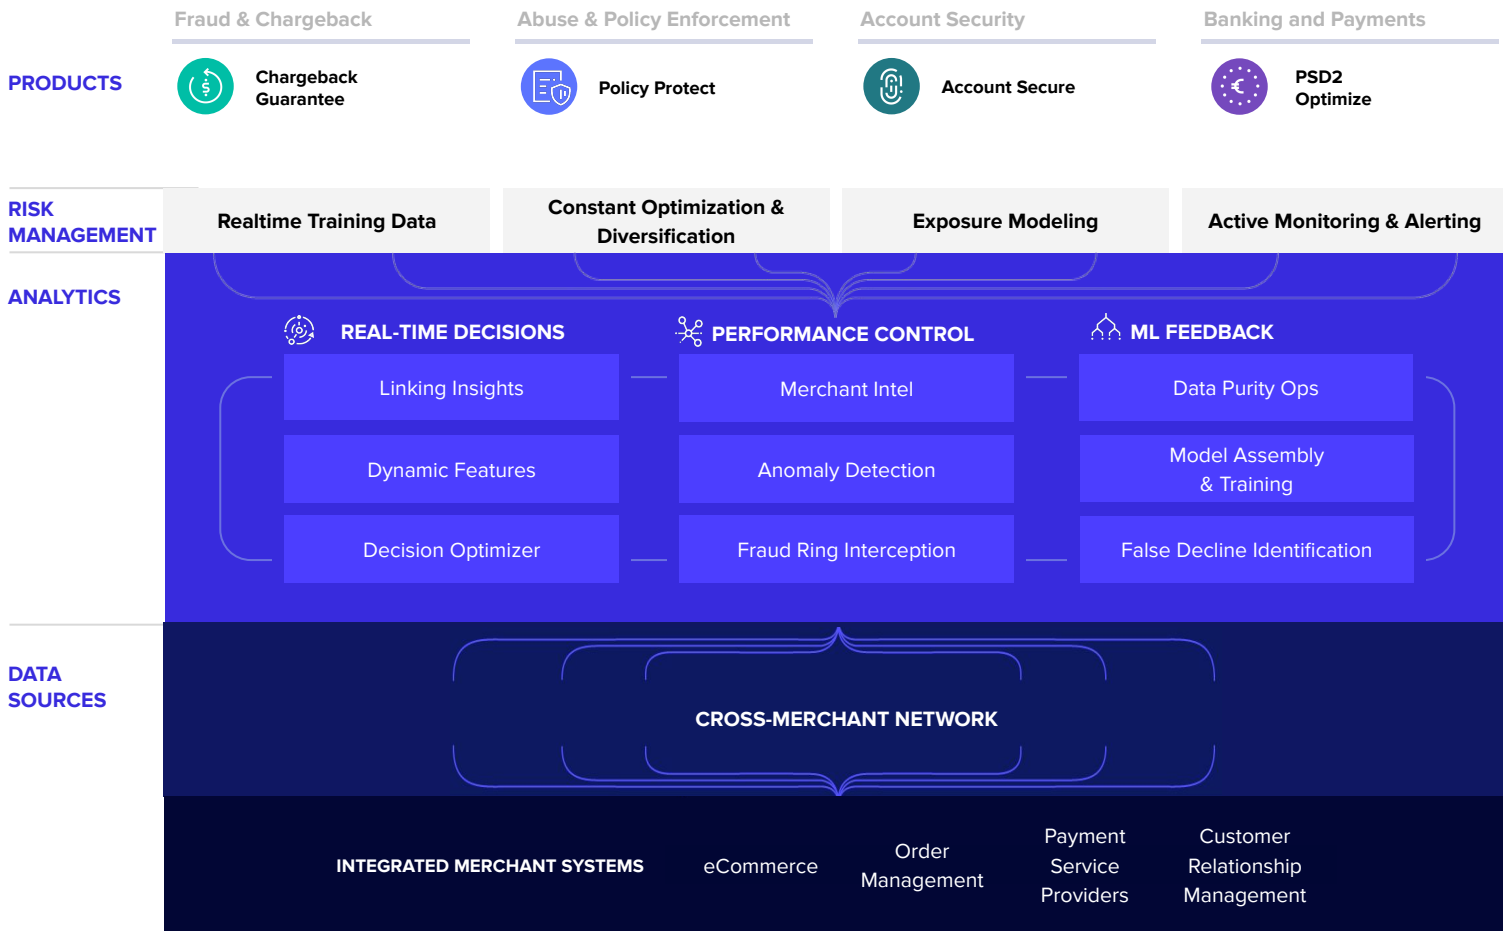 Fraud & Chargeback
Abuse & Policy Enforcement
Account Security
Banking and Payments
PRODUCTS
Chargeback
Guarantee
Policy Protect
Account Secure
PSD2
Optimize
RISK
MANAGEMENT
Realtime Training Data
Constant Optimization &
Diversification
Exposure Modeling
Active Monitoring & Alerting
ANALYTICS
REAL-TIME DECISIONS
Linking Insights
Dynamic Features
Decision Optimizer
PERFORMANCE CONTROL
Merchant Intel
Anomaly Detection
Fraud Ring Interception
ML FEEDBACK
Data Purity Ops
Model Assembly
& Training
False Decline Identification
DATA
SOURCES
CROSS-MERCHANT NETWORK
INTEGRATED MERCHANT SYSTEMS
eCommerce
Order
Management
Payment
Service
Providers
Customer
Relationship
Management